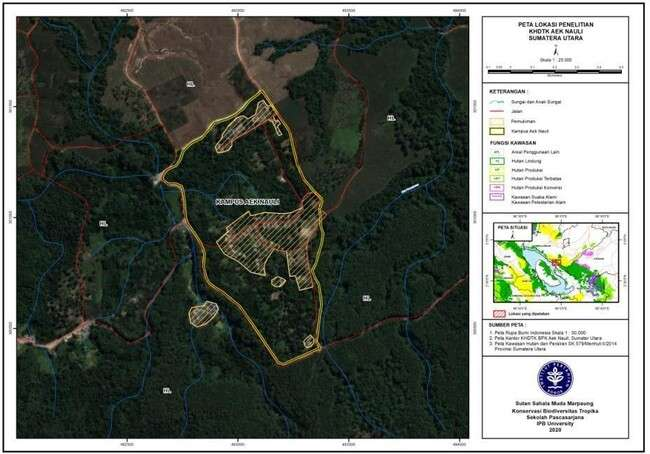 PETA LOKASI PENELITIAN
KHDTK AEK NAULI
SUMATERA UTARA
Skala 1 : 25.000
KETERANGAN :
Sungai dan Anak Sungai
Jalan
Permukiman
Kampus Aek Nauli
FUNGSI KAWASAN
Areal Penggunaan Lain
Hutan Lindung
Hutan Produksi
Hutan Produksi Terbatas
Hutan Produksi Konversi
Kawasan Suaka Alam
Kawasan Pelestarian Alam
PETA SITUASI
Lokasi yang dipetakan
SUMBER PETA :
1. Peta Rupa Bumi Indonesia Skala 1 : 50.000
2. Peta Kantor KHDTK BPK Aek Nauli, Sumater Utara
3. Peta Kawasan Hutan dan Perairan SK 579/Menhut-II/2014
Provinsi Sumatera Utara
Sutan Sahala Muda Marpaung
Konservasi Biodiversitas Tropika
Sekolah Pascasarjana
IPB University
2020
HL
HL
KAMPUS AEK NAULI
HL
HL
HL